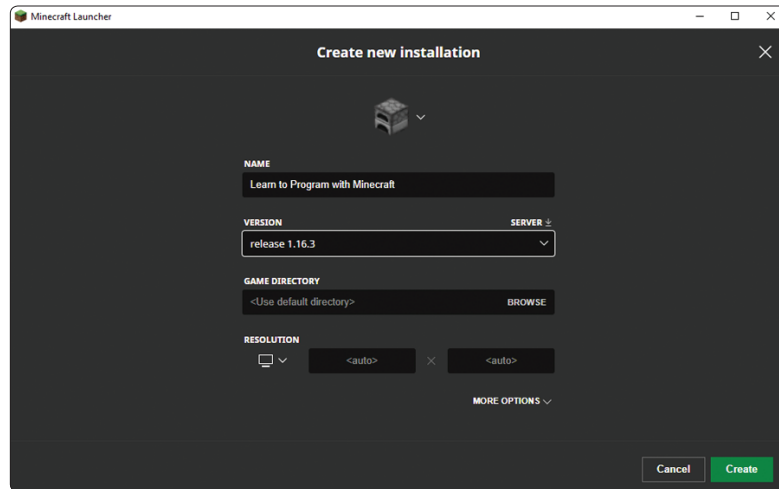 Minecraft Launcher
Create new installation
NAME
Learn to Program with Minecraft
VERSION
SERVER
release 1.16.3
GAME DIRECTORY
<Use default directory>
BROWSE
RESOLUTION
<auto>
<auto>
MORE OPTIONS
Cancel
Create